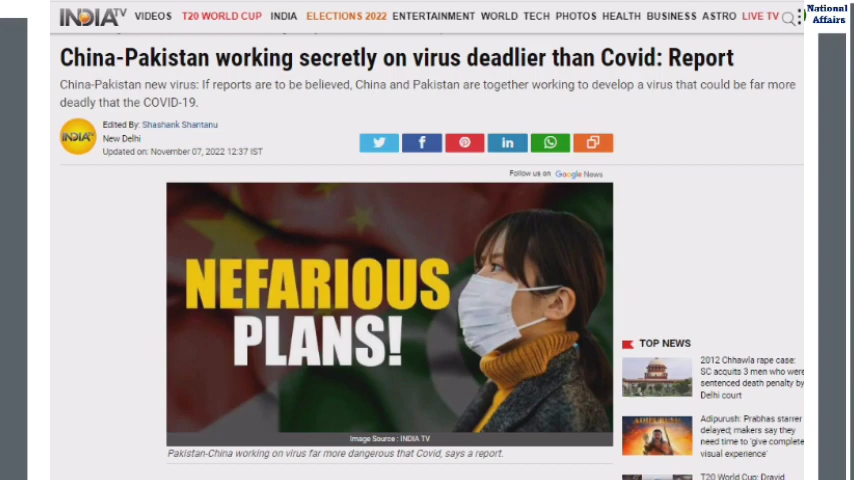 INDIA TV VIDEOS T20 WORLD CUP INDIA ELECTIONS 2022 ENTERTAINMENT WORLD TECH PHOTOS HEALTH BUSINESS ASTRO LIVE TV
National
Affairs
China-Pakistan working secretly on virus deadlier than Covid: Report
China-Pakistan new virus: If reports are to be believed, China and Pakistan are together working to develop a virus that could be far more
deadly that the COVID-19.
INDIA TV
Edited By: Shashank Shantanu
New Delhi
Updated on: November 07, 2022 12:37 IST
Follow us on Google News
NEFARIOUS
PLANS!
Image Source : INDIA TV
Pakistan-China working on virus far more dangerous that Covid, says a report.
TOP NEWS
2012 Chhawla rape case:
SC acquits 3 men who were
sentenced death penalty by
Delhi court
Adipurush: Prabhas starrer
delayed; makers say they
need time to 'give complete
visual experience'
T20 World Cup: Dravid